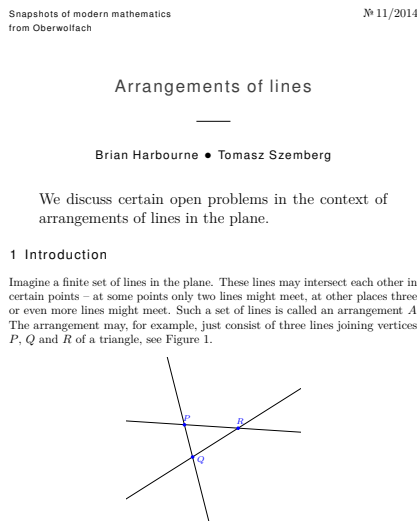 Snapshots of modern mathematics
from Oberwolfach
№ 11/2014
Arrangements of lines
Brian Harbourne • Tomasz Szemberg
We discuss certain open problems in the context of
arrangements of lines in the plane.
1 Introduction
Imagine a finite set of lines in the plane. These lines may intersect each other in
certain points – at some points only two lines might meet, at other places three
or even more lines might meet. Such a set of lines is called an arrangement A
The arrangement may, for example, just consist of three lines joining vertices
P, Q and R of a triangle, see Figure 1.
P
R
Q